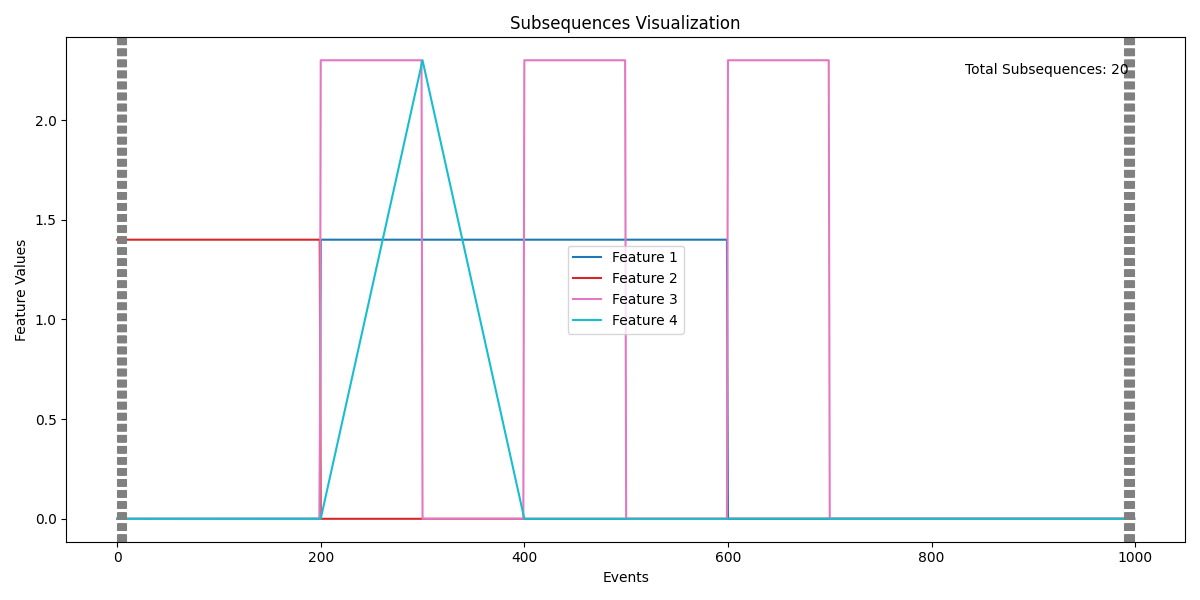 Subsequences Visualization
Total Subsequences: 20
Feature Values
2.0
1.5
1.0
0.5
0.0
Feature 1
Feature 2
Feature 3
Feature 4
0 200 400 600 800 1000
Events